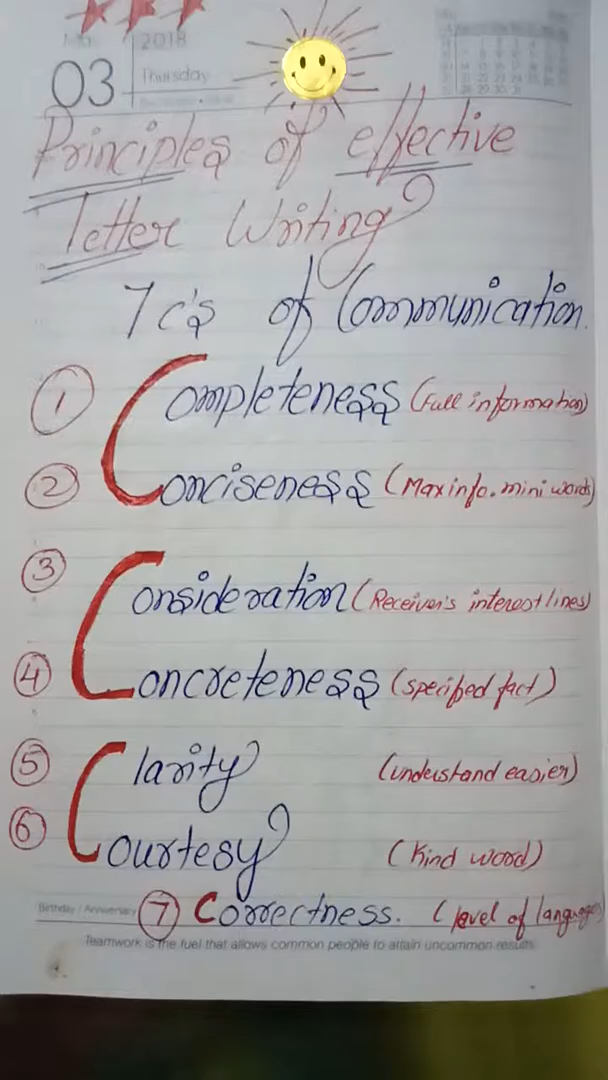 2018
03
Thursday
Principles of effective
letter Writing
7 c's of Communication.
1 Completeness (Full information)
2 Conciseness (Max info. mini words)
3 Consideration (Receiver's interest lines)
4 Concreteness (specified fact)
5 Clarity (understand easier)
6 Courtesy (Kind word)
Birthday / Anniversary 7 Correctness. (level of language)
Teamwork is the fuel that allows common people to attain uncommon results